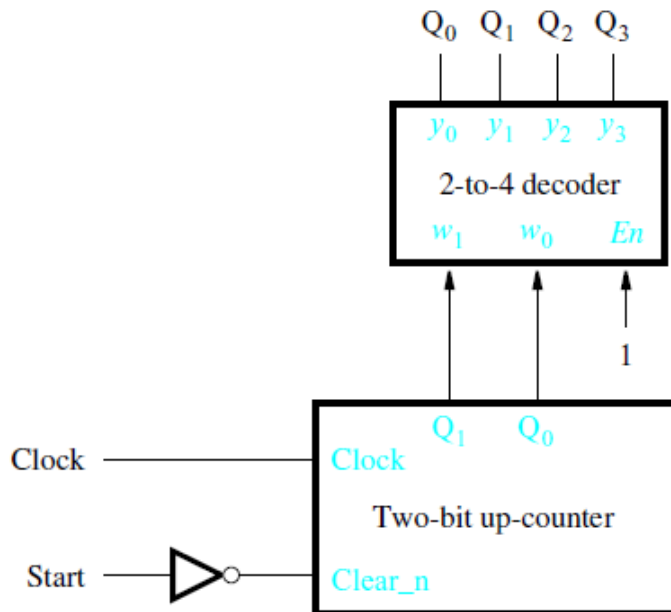 Q0 Q1 Q2 Q3
y0 y1 y2 y3
2-to-4 decoder
w1 w0 En
1
Q1 Q0
Clock Clock
Two-bit up-counter
Start Clear_n